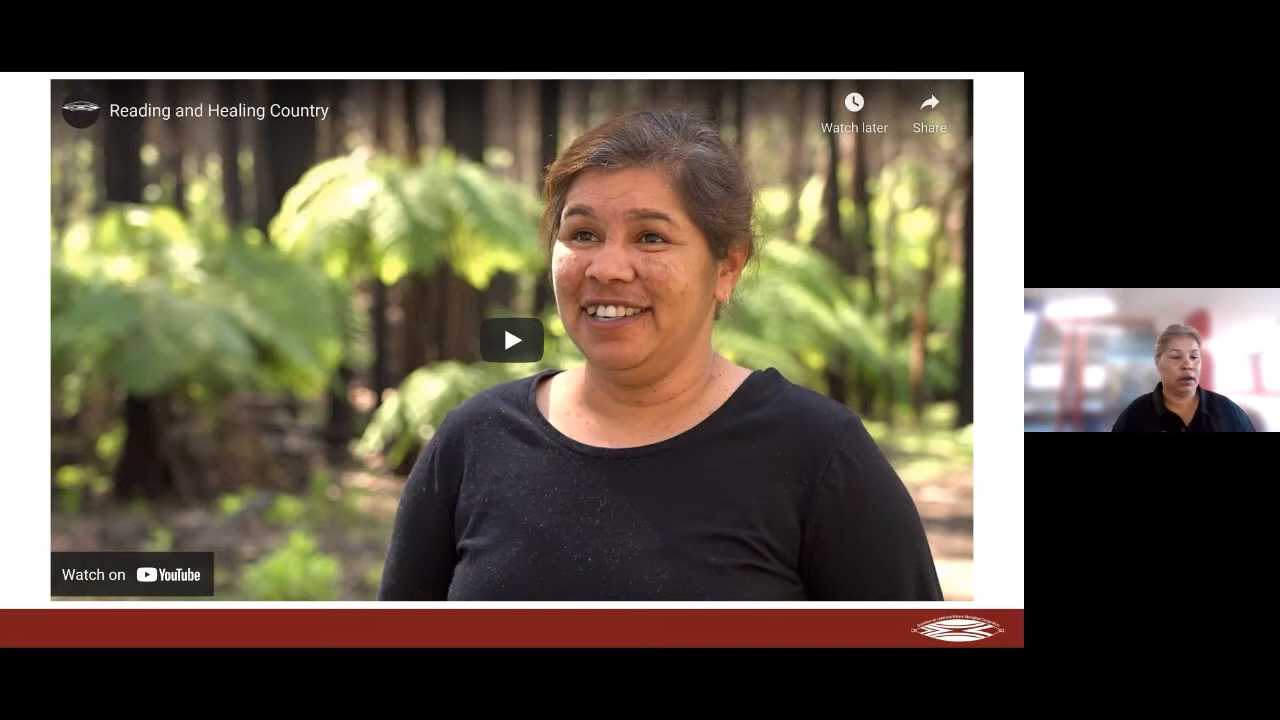 Reading and Healing Country
Watch later
Share
Watch on YouTube